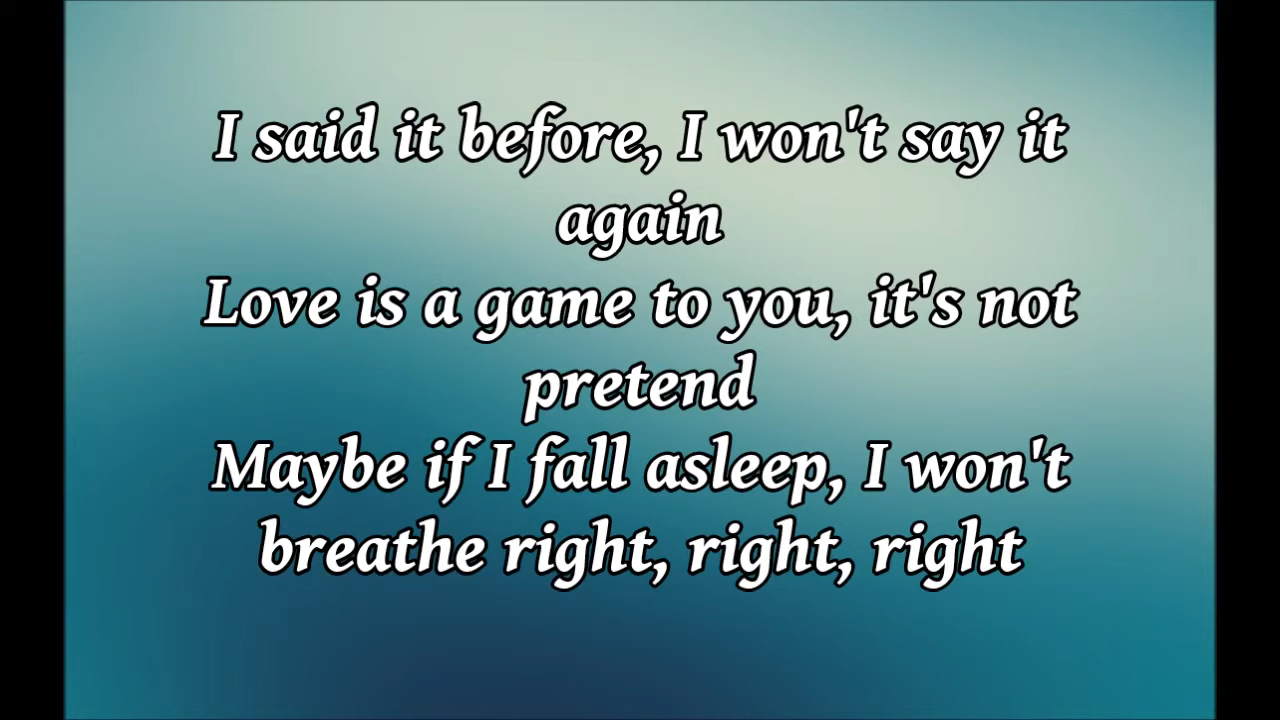 I said it before, I won't say it
again
Love is a game to you, it's not
pretend
Maybe if I fall asleep, I won't
breathe right, right, right